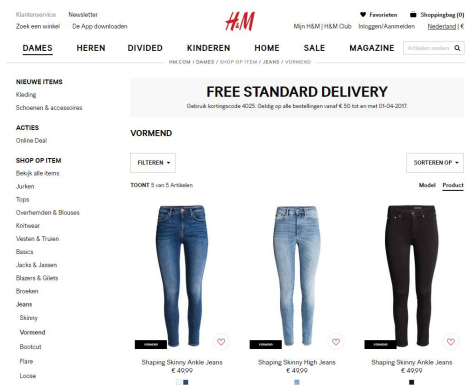 Klantenservice Newsletter
Favorieten Shoppingbag (0)
Zoek een winkel De App downloaden
H&M
Mijn H&M | H&M Club Inloggen/Aanmelden Nederland | €
DAMES HEREN DIVIDED KINDEREN HOME SALE MAGAZINE Artikelen zoeken
HM.COM / DAMES / SHOP OP ITEM / JEANS / VORMEND
NIEUWE ITEMS
Kleding
Schoenen & accessoires
ACTIES
Online Deal
SHOP OP ITEM
Bekijk alle items
Jurken
Tops
Overhemden & Blouses
Knitwear
Vesten & Truien
Basics
Jacks & Jassen
Blazers & Gilets
Broeken
Jeans
Skinny
Vormend
Bootcut
Flare
Loose
FREE STANDARD DELIVERY
Gebruik kortingscode 4025. Geldig op alle bestellingen vanaf € 50 tot en met 01-04-2017.
VORMEND
FILTEREN
SORTEREN OP
TOONT 5 van 5 Artikelen
Model Product
VORMEND
VORMEND
VORMEND
Shaping Skinny Ankle Jeans
€ 49,99
Shaping Skinny High Jeans
€ 49,99
Shaping Skinny Ankle Jeans
€ 49,99